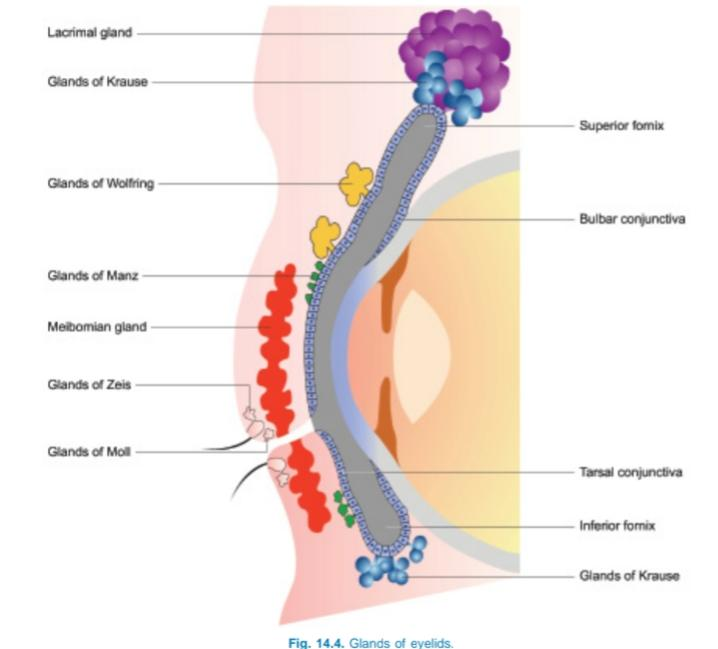 Lacrimal gland
Glands of Krause
Superior fornix
Glands of Wolfring
Bulbar conjunctiva
Glands of Manz
Meibomian gland
Glands of Zeis
Glands of Moll
Tarsal conjunctiva
Inferior fornix
Glands of Krause
Fig. 14.4. Glands of eyelids.